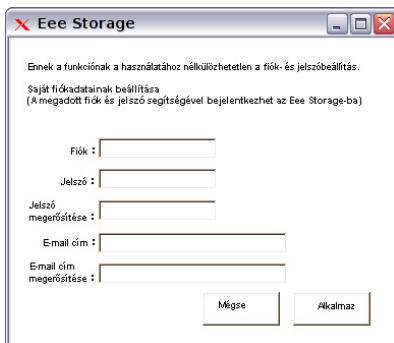 Eee Storage
Ennek a funkciónak a használatához nélkülözhetetlen a fiók- és jelszóbeállítás.
Saját fiókadatainak beállítása
(A megadott fiók és jelszó segítségével bejelentkezhet az Eee Storage-ba)
Fiók :
Jelszó :
Jelszó
megerősítése :
E-mail cím :
E-mail cím
megerősítése :
Mégse Alkalmaz